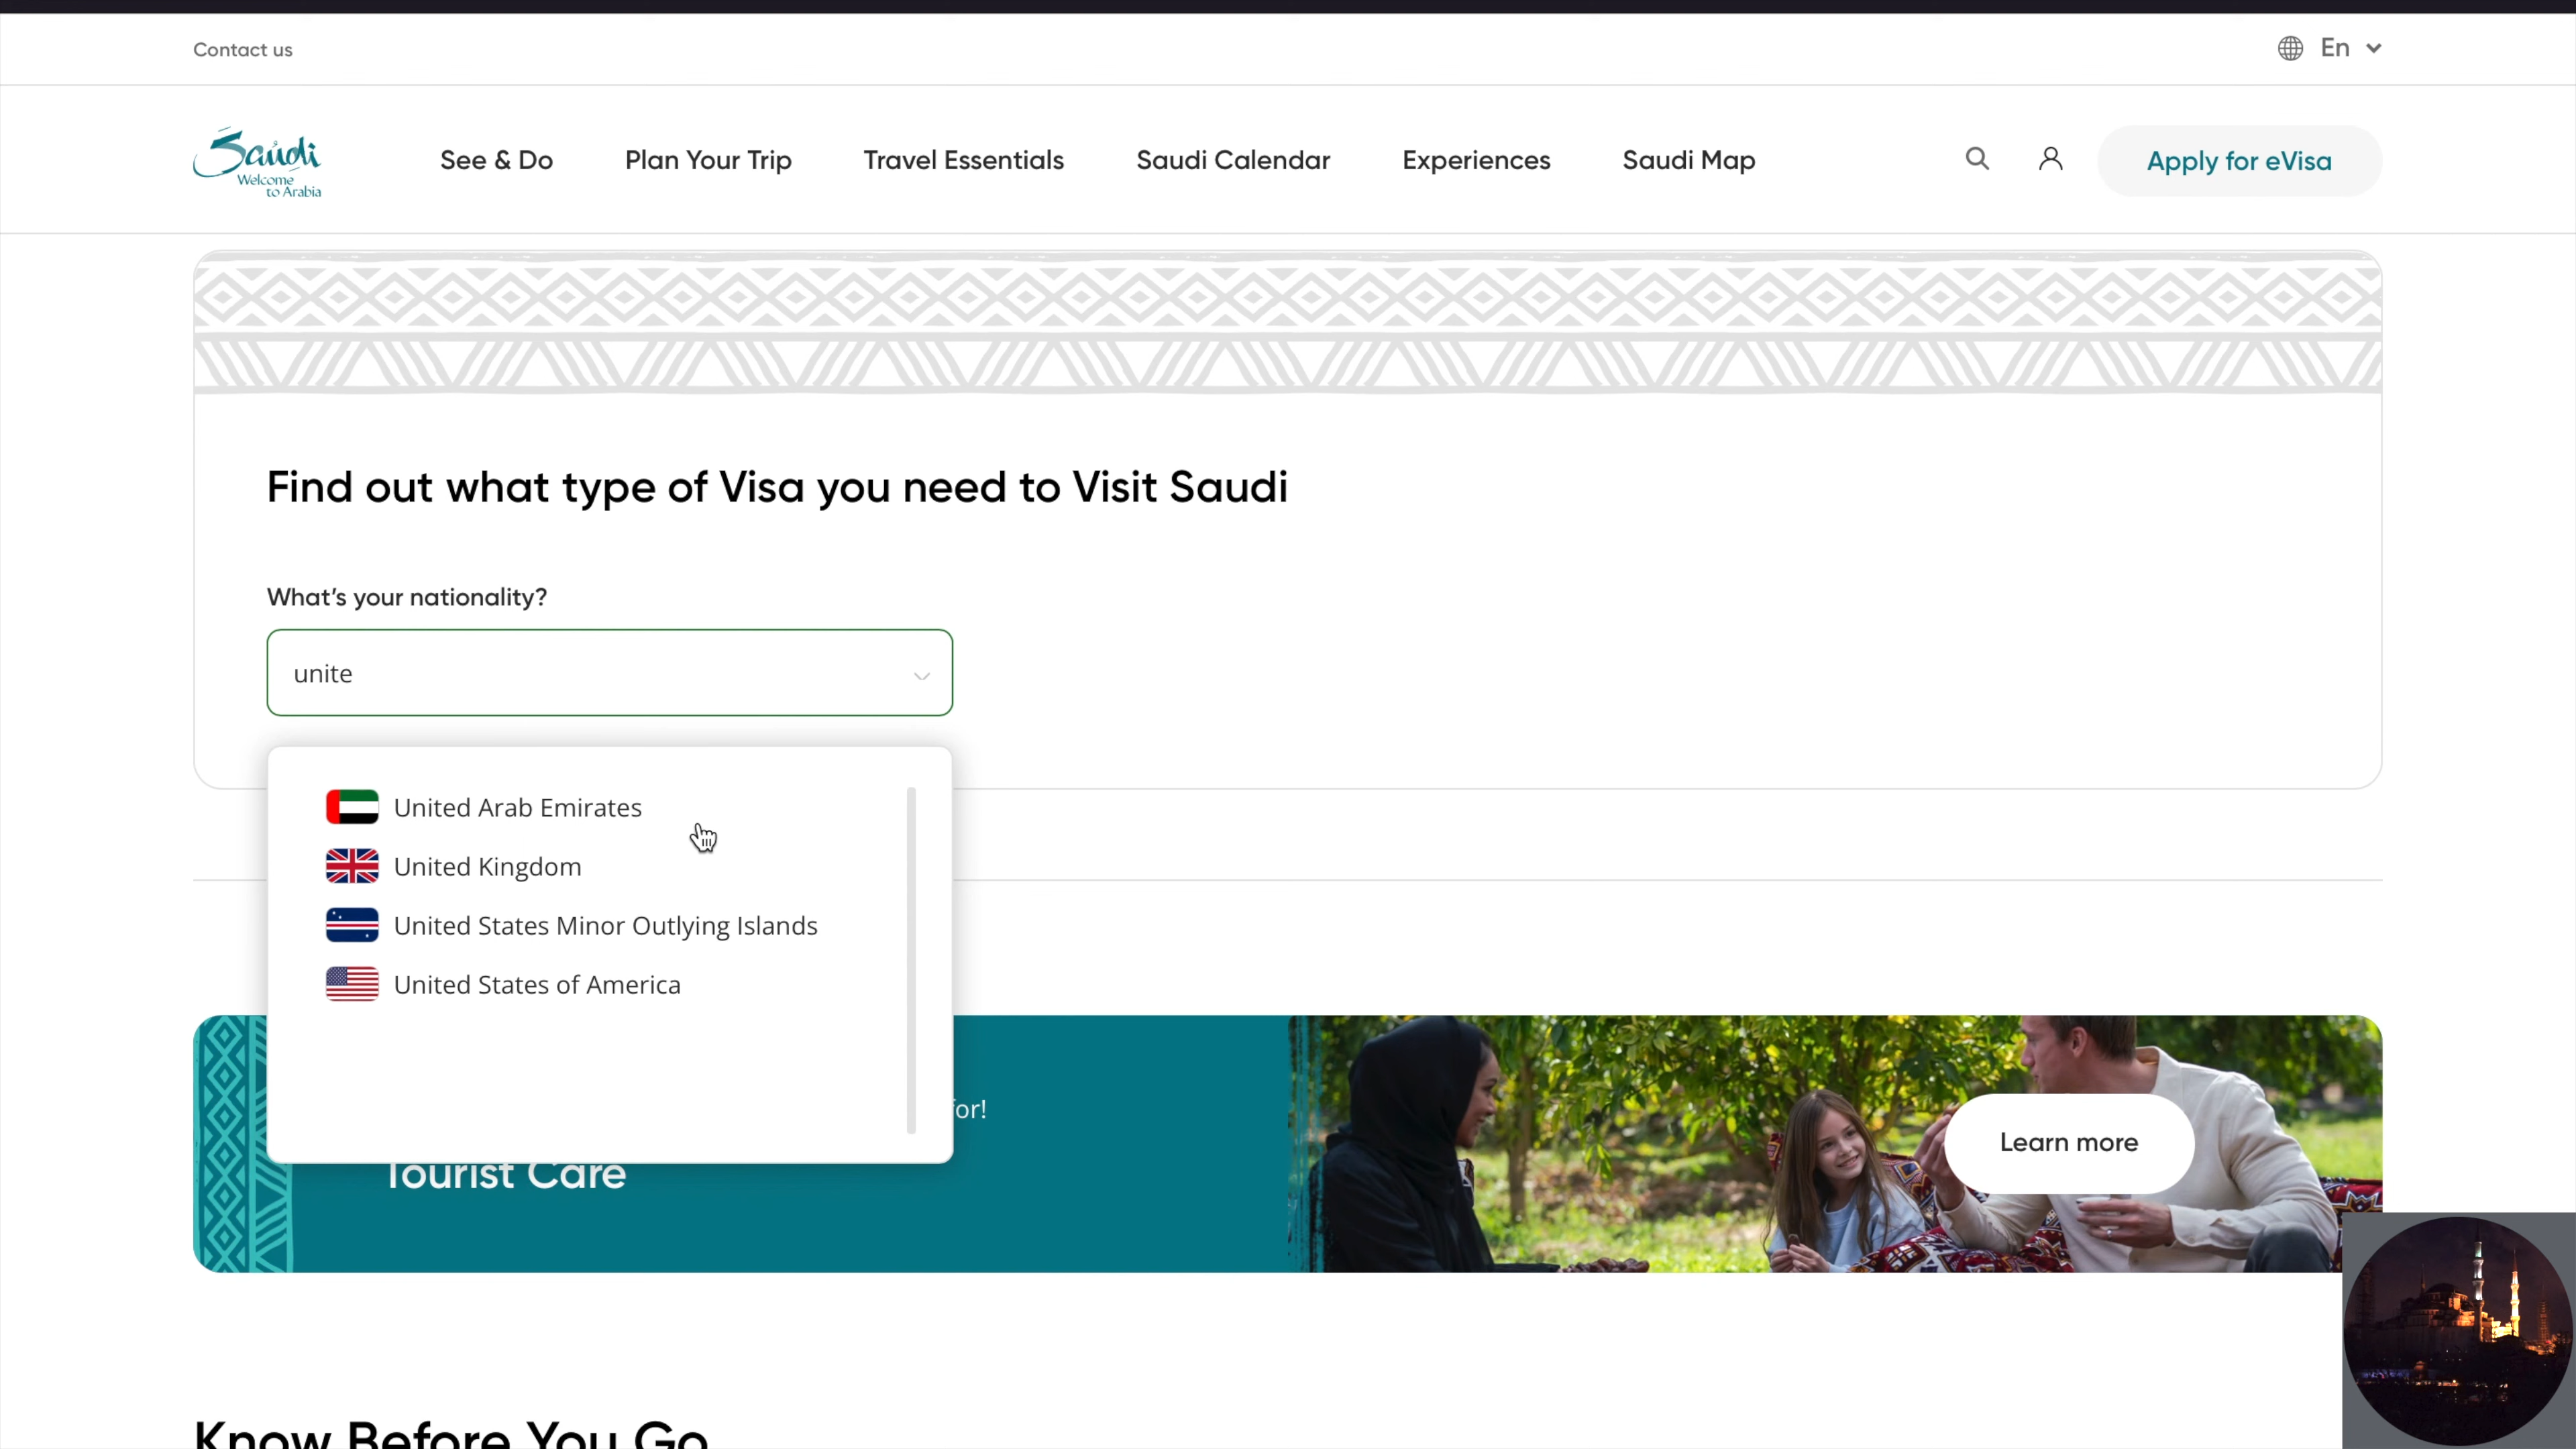 Contact us
En
Saudi
Welcome
to Arabia
See & Do
Plan Your Trip
Travel Essentials
Saudi Calendar
Experiences
Saudi Map
Apply for eVisa
Find out what type of Visa you need to Visit Saudi
What's your nationality?
unite
United Arab Emirates
United Kingdom
United States Minor Outlying Islands
United States of America
for!
Tourist Care
Learn more
Know Before You Go